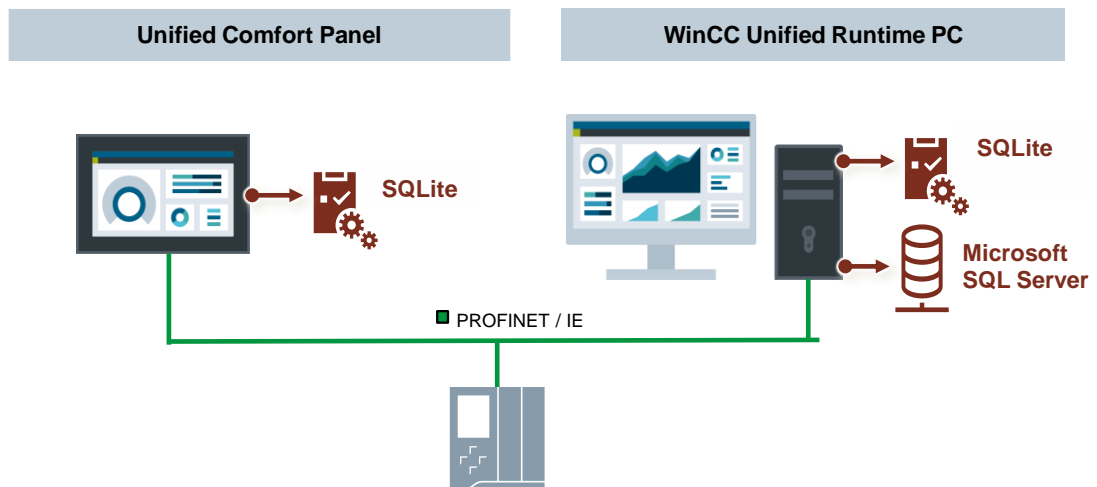 Unified Comfort Panel
WinCC Unified Runtime PC
SQLite
SQLite
Microsoft
SQL Server
PROFINET / IE